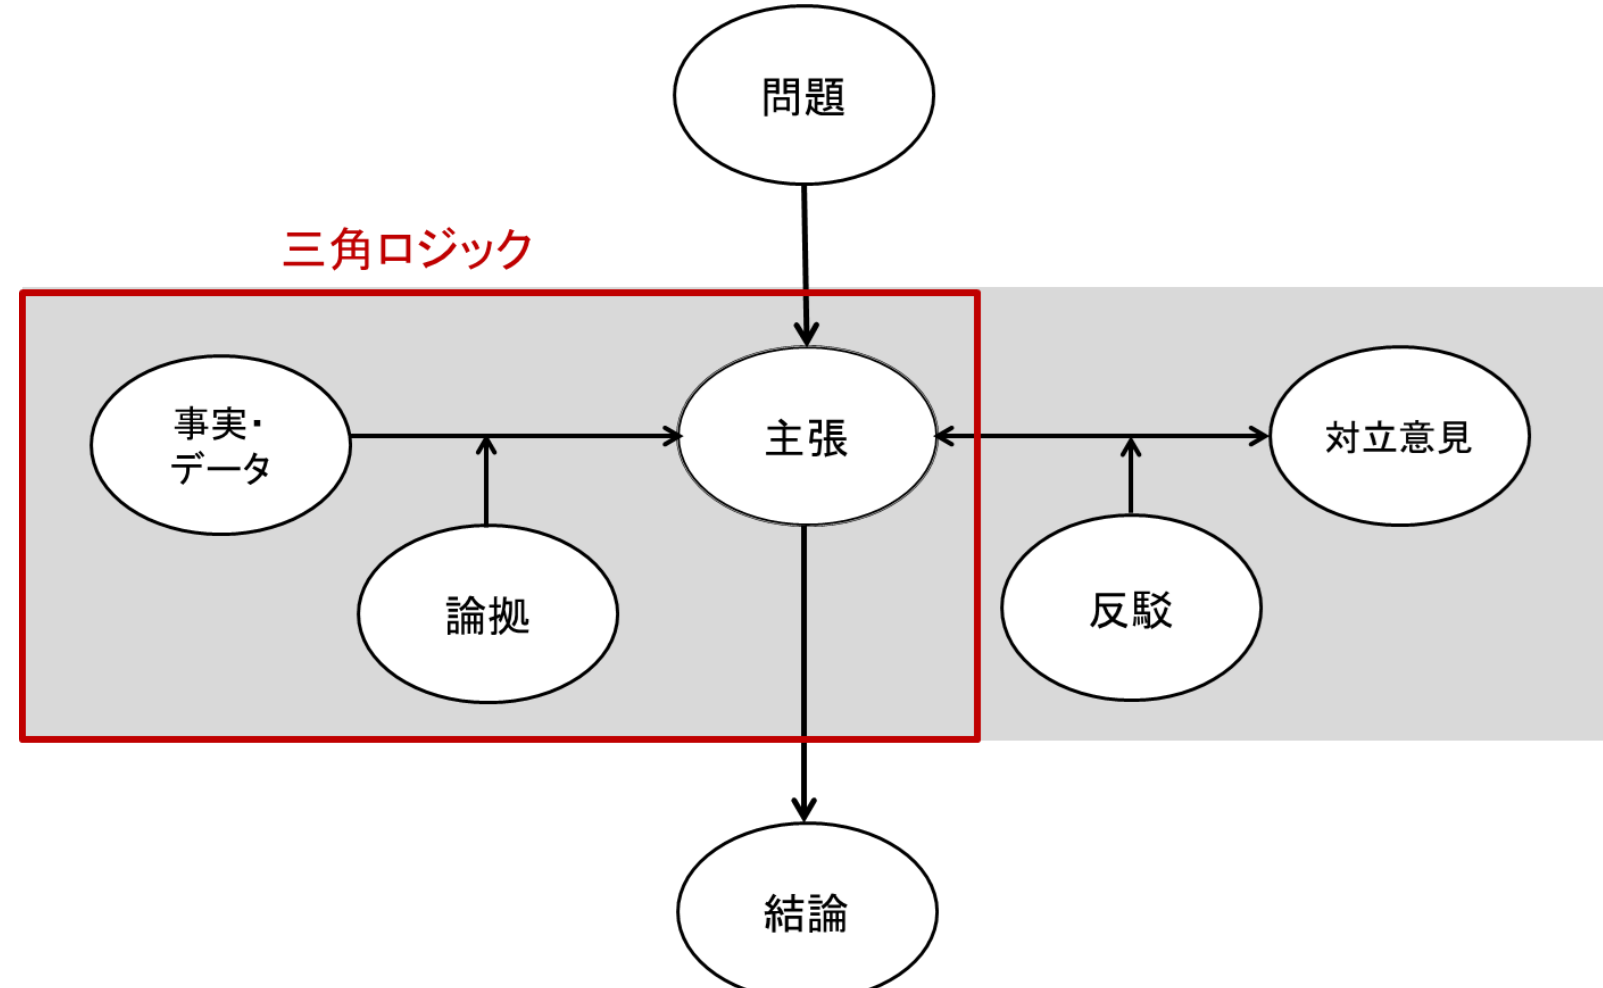 問題
三角ロジック
事実・
データ
主張
対立意見
論拠
反駁
結論